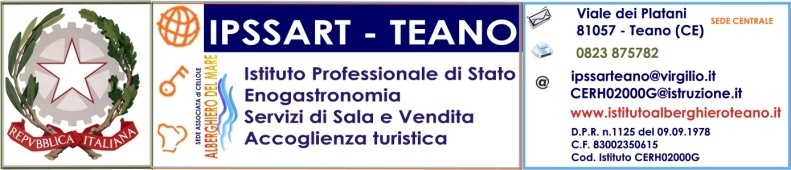 REPVBBLICA ITALIANA
IPSSART - TEANO
Istituto Professionale di Stato
Enogastronomia
Servizi di Sala e Vendita
Accoglienza turistica
SEDE ASSOCIATA di CELLOLE
ALBERGHIERO DEL MARE
Viale dei Platani
81057 - Teano (CE)
SEDE CENTRALE
0823 875782
@
ipssarteano@virgilio.it
CERH02000G@istruzione.it
www.istitutoalberghieroteano.it
D.P.R. n.1125 del 09.09.1978
C.F. 83002350615
Cod. Istituto CERH02000G